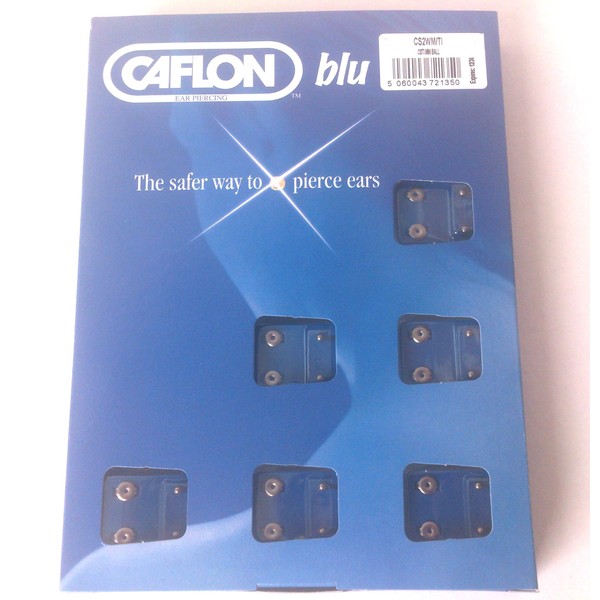 CAFLON
EAR PIERCING
TM
blu
CS2WM/TI
5 060043 721350
The safer way to pierce ears